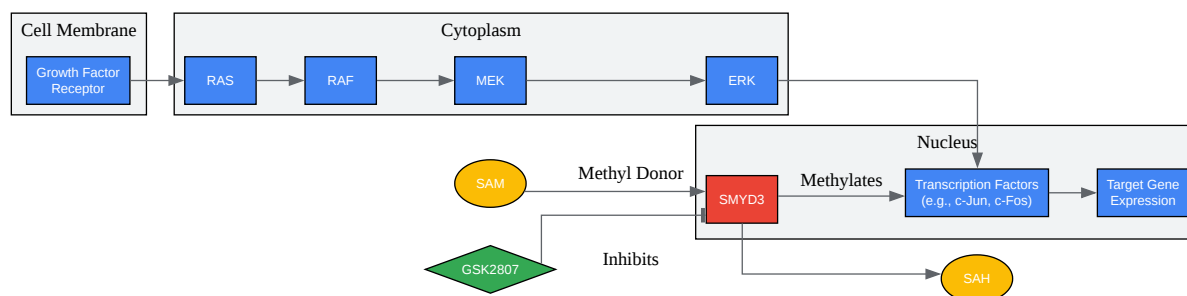 Cell Membrane
Cytoplasm
Growth Factor
Receptor
RAS
RAF
MEK
ERK
Nucleus
SAM
Methyl Donor
SMYD3
Methylates
Transcription Factors
(e.g., c-Jun, c-Fos)
Target Gene
Expression
GSK2807
Inhibits
SAH